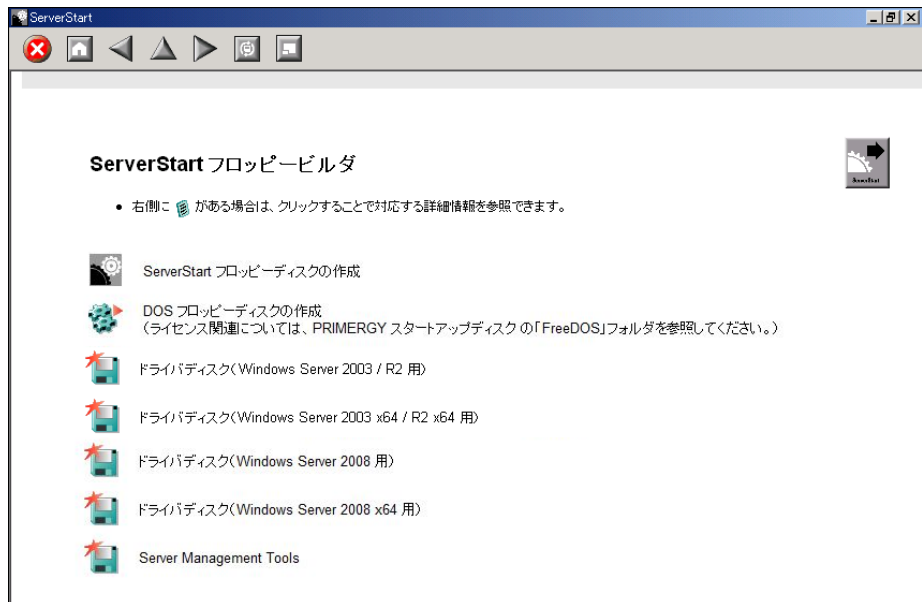 ServerStart
ServerStart フロッピービルダ
ServerStart
• 右側に がある場合は、クリックすることで対応する詳細情報を参照できます。
ServerStart フロッピーディスクの作成
DOS フロッピーディスクの作成
(ライセンス関連については、PRIMERGY スタートアップディスク の「FreeDOS」フォルダを参照してください。)
ドライバディスク(Windows Server 2003 / R2 用)
ドライバディスク(Windows Server 2003 x64 / R2 x64 用)
ドライバディスク(Windows Server 2008 用)
ドライバディスク(Windows Server 2008 x64 用)
Server Management Tools